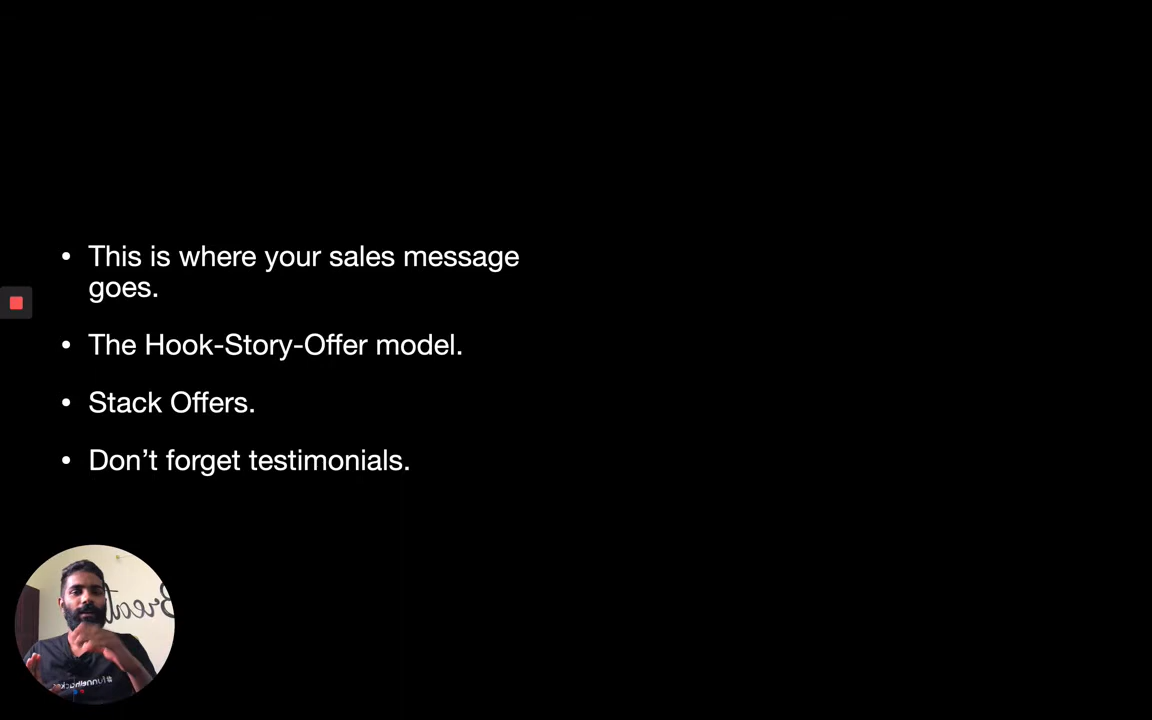 • This is where your sales message
goes.
• The Hook-Story-Offer model.
• Stack Offers.
• Don’t forget testimonials.